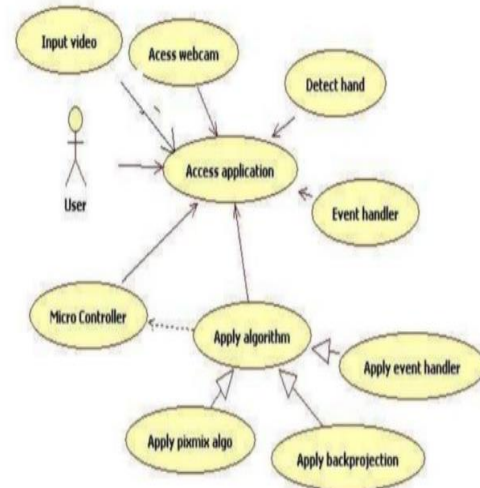 Input video
Acess webcam
Detect hand
User
Access application
Event handler
Micro Controller
Apply algorithm
Apply event handler
Apply pixmix algo
Apply backprojection